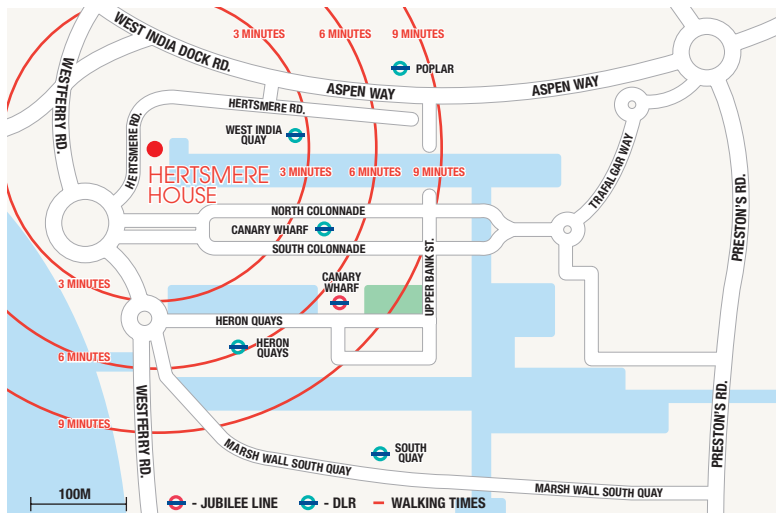 WEST INDIA DOCK RD.
3 MINUTES
6 MINUTES
9 MINUTES
POPLAR
WESTFERRY RD.
ASPEN WAY
ASPEN WAY
HERTSMERE RD.
HERTSMERE RD.
WEST INDIA
QUAY
TRAFALGAR WAY
HERTSMERE
HOUSE
3 MINUTES
6 MINUTES
9 MINUTES
PRESTON'S RD.
NORTH COLONNADE
CANARY WHARF
SOUTH COLONNADE
UPPER BANK ST.
CANARY
WHARF
3 MINUTES
HERON QUAYS
HERON
QUAYS
6 MINUTES
WESTFERRY RD.
PRESTON'S RD.
9 MINUTES
MARSH WALL SOUTH QUAY
SOUTH
QUAY
MARSH WALL SOUTH QUAY
100M
- JUBILEE LINE
- DLR
WALKING TIMES